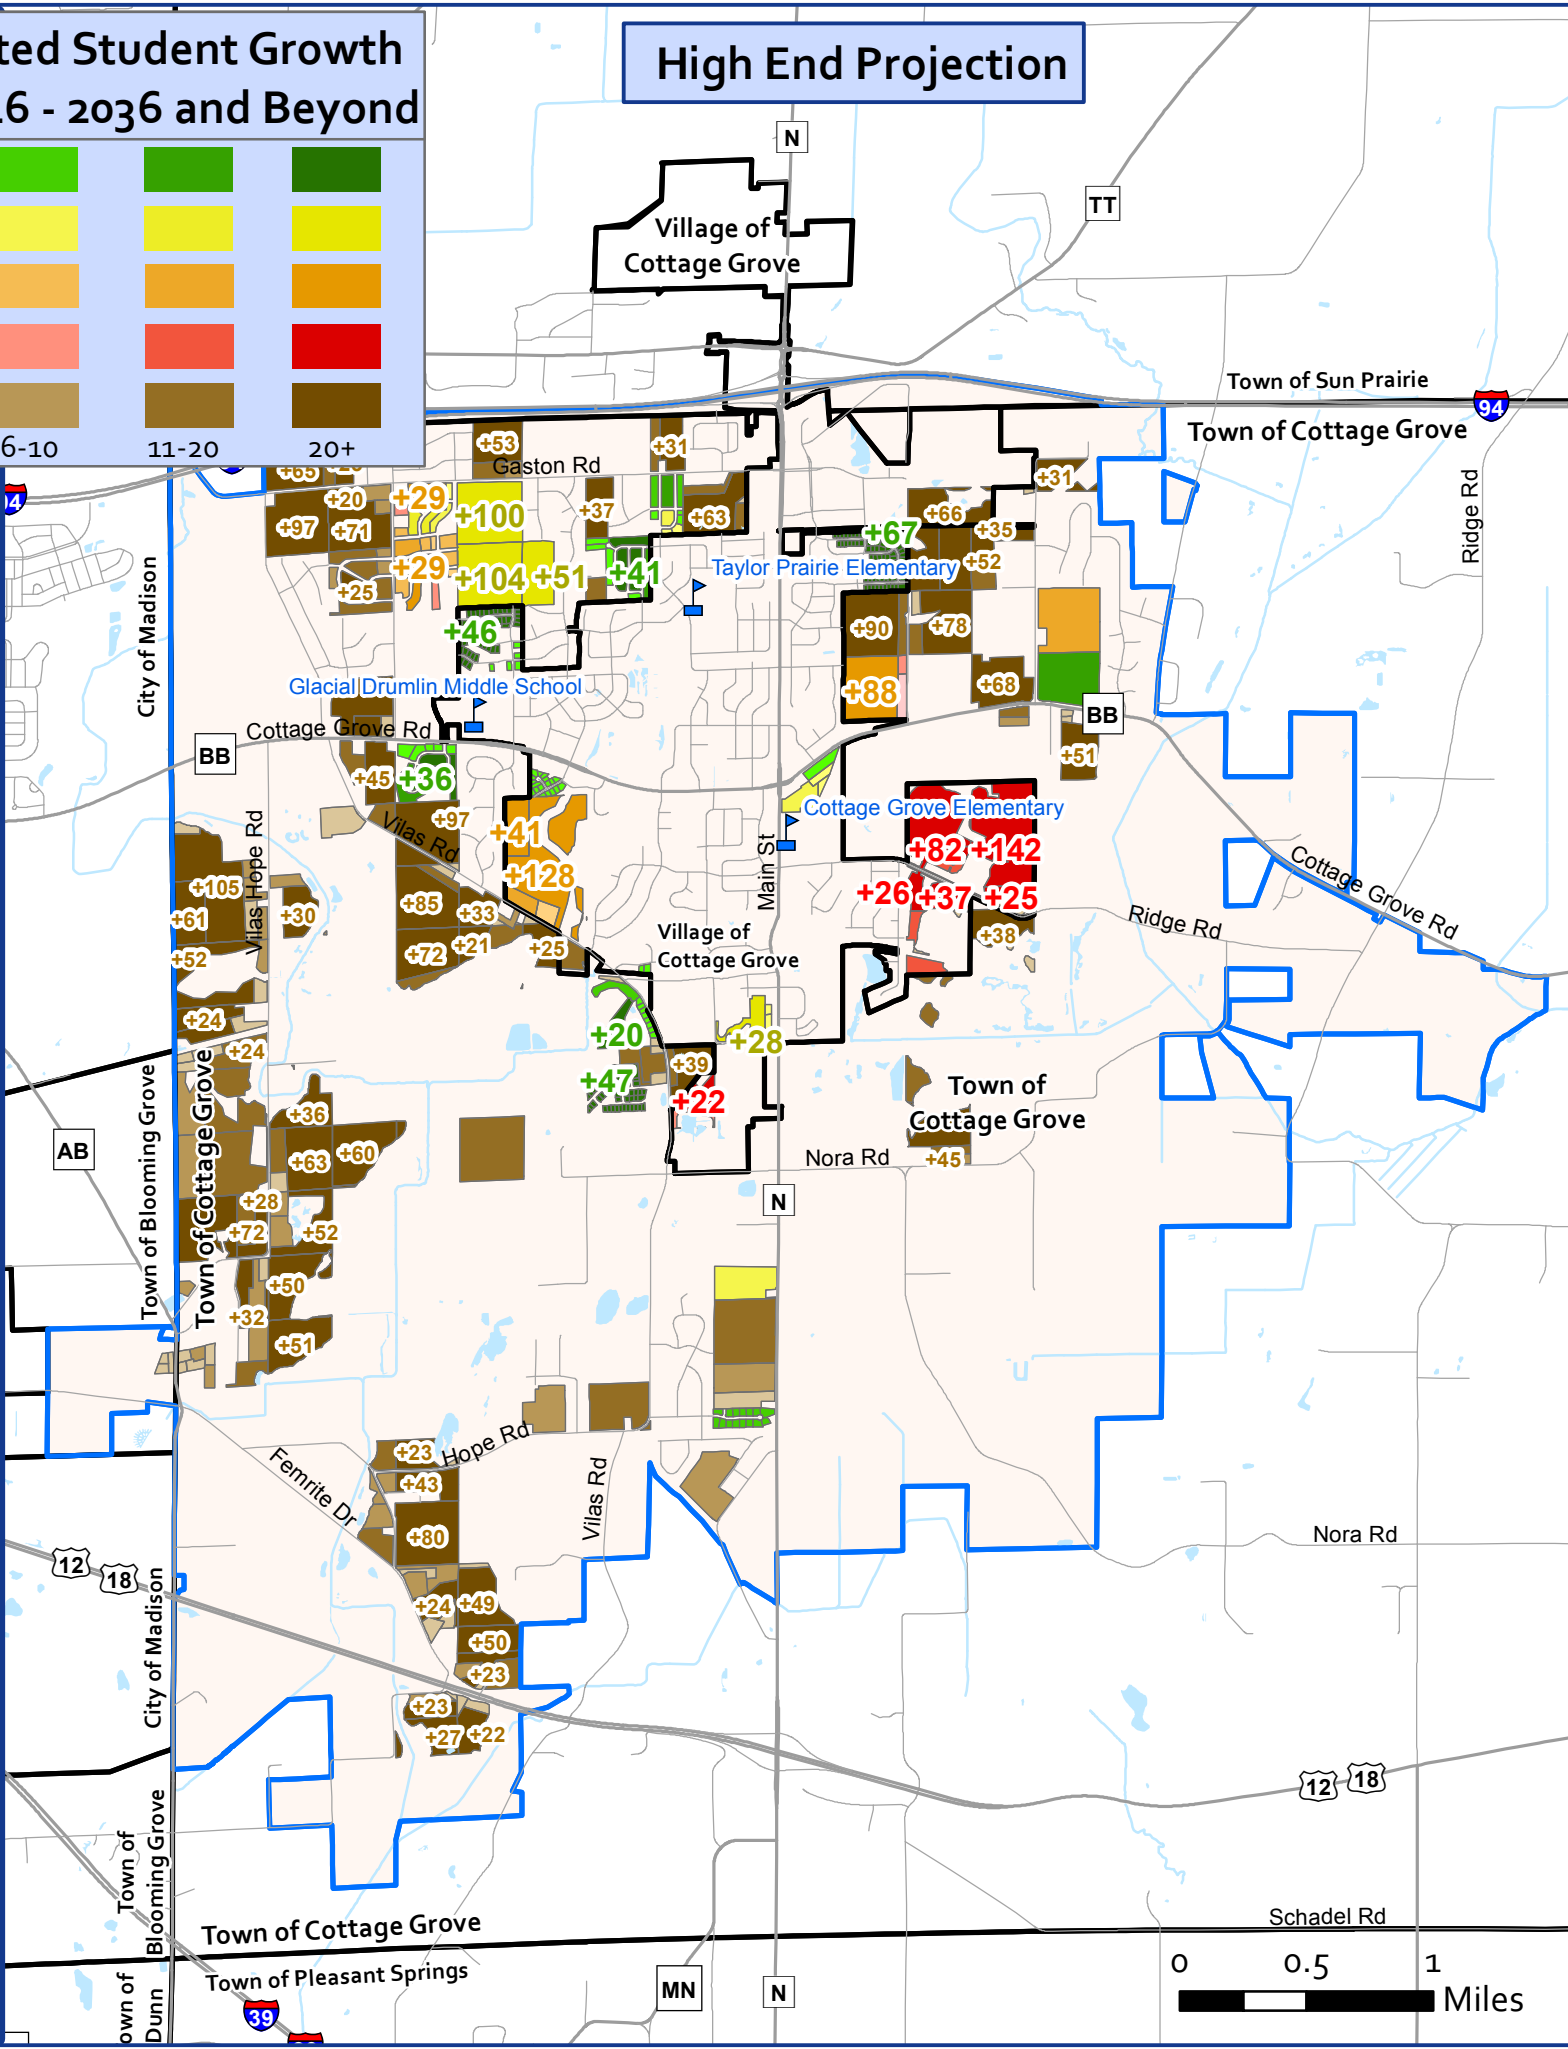 ted Student Growth
6 - 2036 and Beyond
6-10
11-20
20+
High End Projection
N
TT
Village of
Cottage Grove
Town of Sun Prairie
94
Town of Cottage Grove
Ridge Rd
+53
+31
Gaston Rd
+65
+31
+20
+29
+100
+37
+63
+66
+97
+71
+67
+35
+29
+104
+51
+41
Taylor Prairie Elementary
+52
+25
City of Madison
+46
+90
+78
Glacial Drumlin Middle School
+88
+68
Cottage Grove Rd
BB
BB
+45
+36
+51
+97
Vilas Rd
+41
Cottage Grove Elementary
Main St
+128
+82
+142
Vilas Hope Rd
+105
+61
+30
+85
+33
+26
+37
+25
Cottage Grove Rd
Ridge Rd
+52
+72
+21
+25
Village of
Cottage Grove
+38
+24
+20
+28
+24
+39
+47
+22
Town of
Cottage Grove
AB
Town of Blooming Grove
Town of Cottage Grove
+36
+63
+60
Nora Rd
+45
N
+28
+72
+52
+50
+32
+51
+23
Hope Rd
+43
Femrite Dr
+80
Vilas Rd
Nora Rd
12
18
City of Madison
+24
+49
+50
+23
+23
+27
+22
12
18
Town of
Blooming Grove
Town of Cottage Grove
Schadel Rd
Town of Pleasant Springs
own of
Dunn
39
MN
N
0
0.5
1
Miles